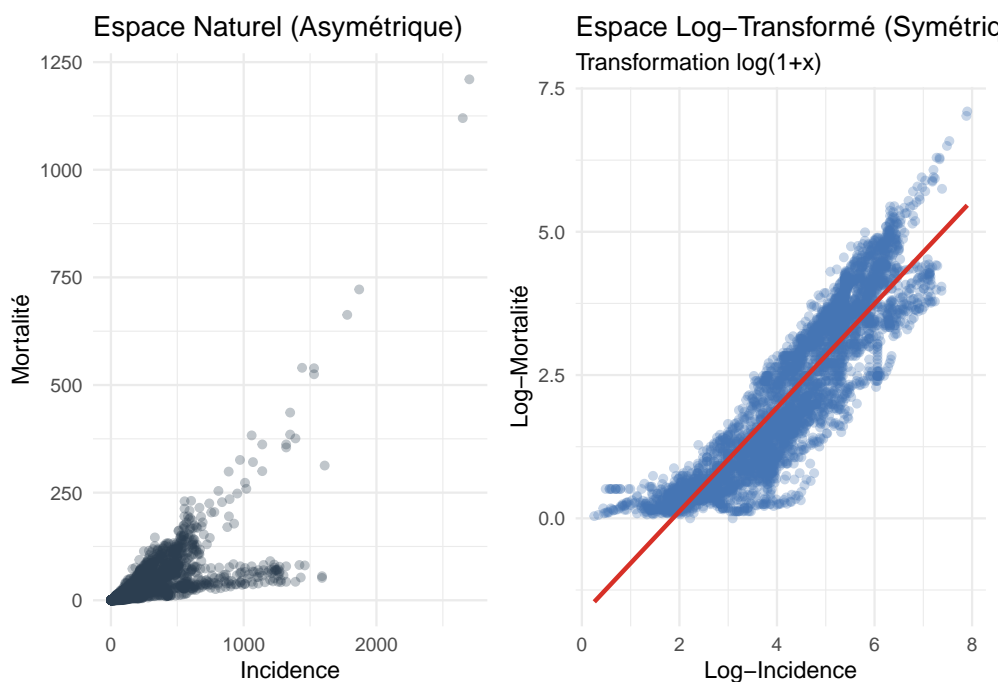 Espace Naturel (Asymétrique)
1250
1000
750
500
250
0
Mortalité
0
1000
2000
Incidence
Espace Log−Transformé (Symétric
Transformation log(1+x)
7.5
5.0
2.5
0.0
Log−Mortalité
0
2
4
6
8
Log−Incidence